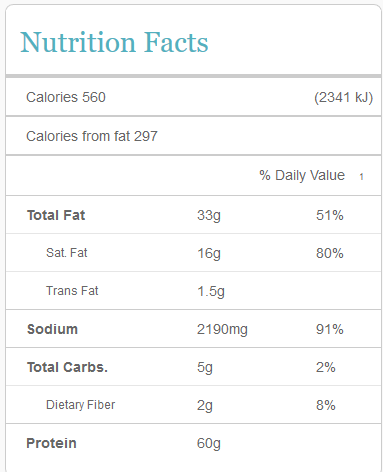 Nutrition Facts
Calories 560 (2341 kJ)
Calories from fat 297
% Daily Value 1
Total Fat 33g 51%
Sat. Fat 16g 80%
Trans Fat 1.5g
Sodium 2190mg 91%
Total Carbs. 5g 2%
Dietary Fiber 2g 8%
Protein 60g